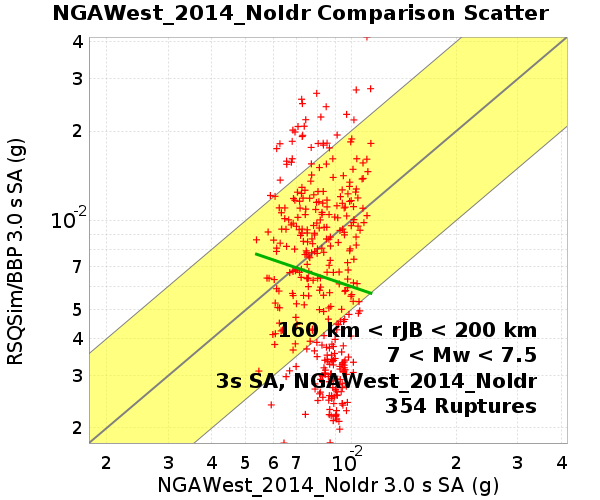 NGAWest_2014_NoIdr Comparison Scatter
RSQSim/BBP 3.0 s SA (g)
4
3
2
10-2
7
5
4
3
2
160 km < rJB < 200 km
7 < Mw < 7.5
3s SA, NGAWest_2014_NoIdr
354 Ruptures
2 3 4 5 6 7 10-2 2 3 4
NGAWest_2014_NoIdr 3.0 s SA (g)